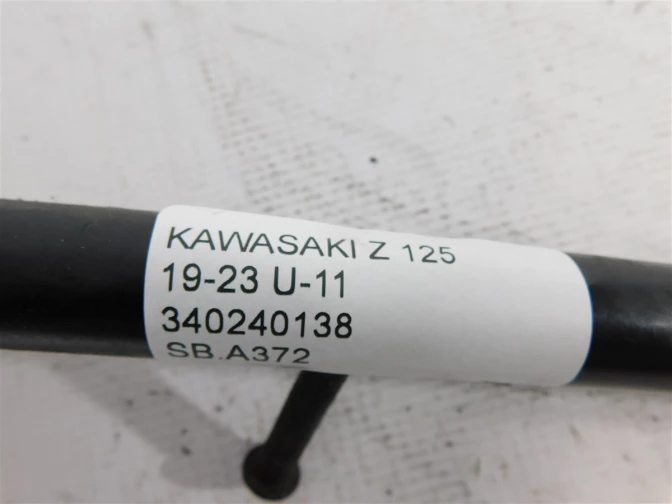 KAWASAKI Z 125
19-23 U-11
340240138
SB.A372